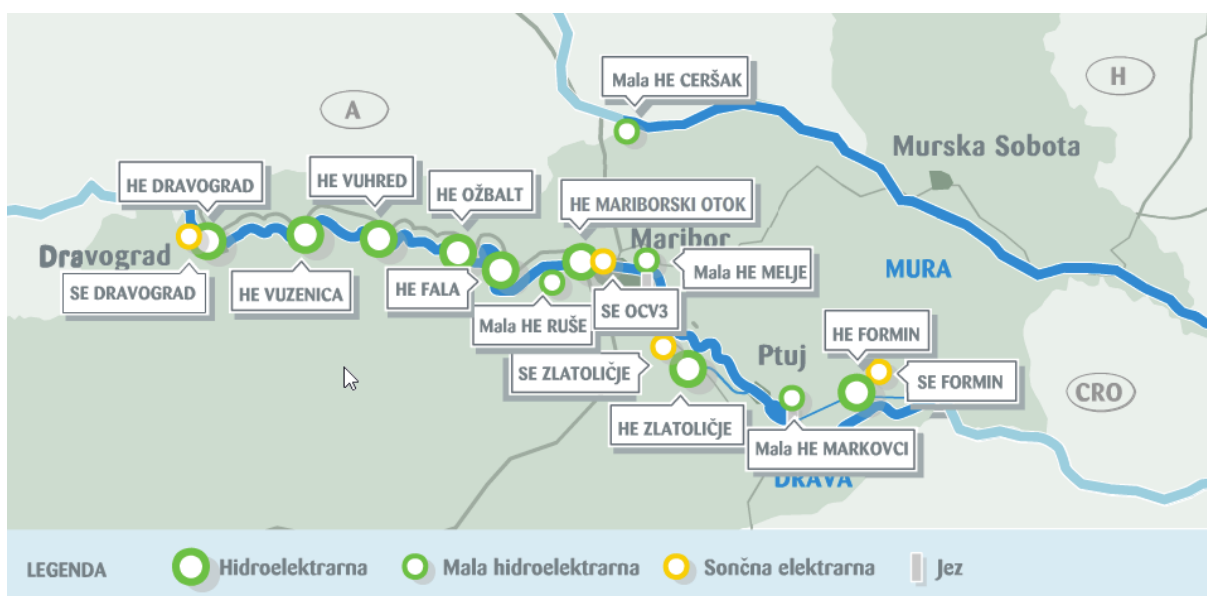 Mala HE CERŠAK
H
A
Murska Sobota
HE DRAVOGRAD
HE VUHRED
HE OŽBALT
HE MARIBORSKI OTOK
Dravograd
Maribor
MURA
SE DRAVOGRAD
HE VUZENICA
HE FALA
Mala HE MELJE
Mala HE RUŠE
SE OCV3
HE FORMIN
Ptuj
SE ZLATOLIČJE
SE FORMIN
CRO
HE ZLATOLIČJE
Mala HE MARKOVCI
DRAVA
LEGENDA
Hidroelektrarna
Mala hidroelektrarna
Sončna elektrarna
Jez